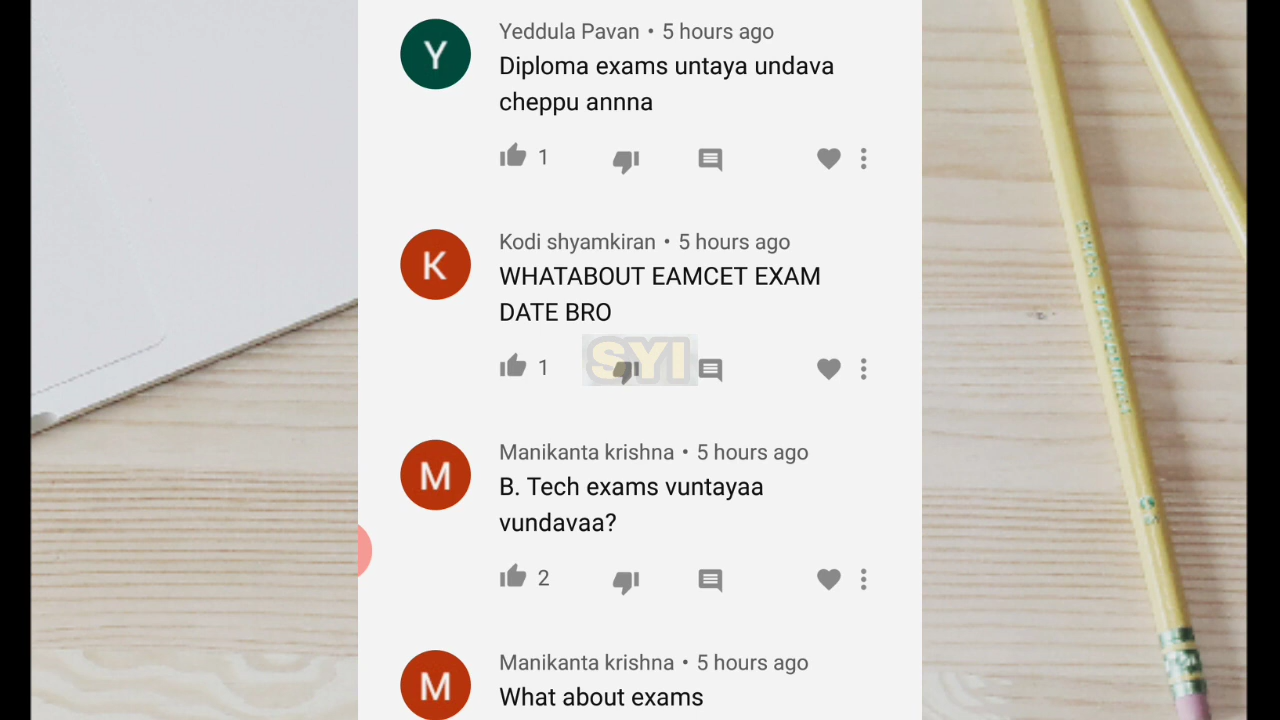 Y
Yeddula Pavan • 5 hours ago
Diploma exams untaya undava
cheppu annna
1
K
Kodi shyamkiran • 5 hours ago
WHATABOUT EAMCET EXAM
DATE BRO
SYI
1
M
Manikanta krishna • 5 hours ago
B. Tech exams vuntayaa
vundavaa?
2
M
Manikanta krishna • 5 hours ago
What about exams